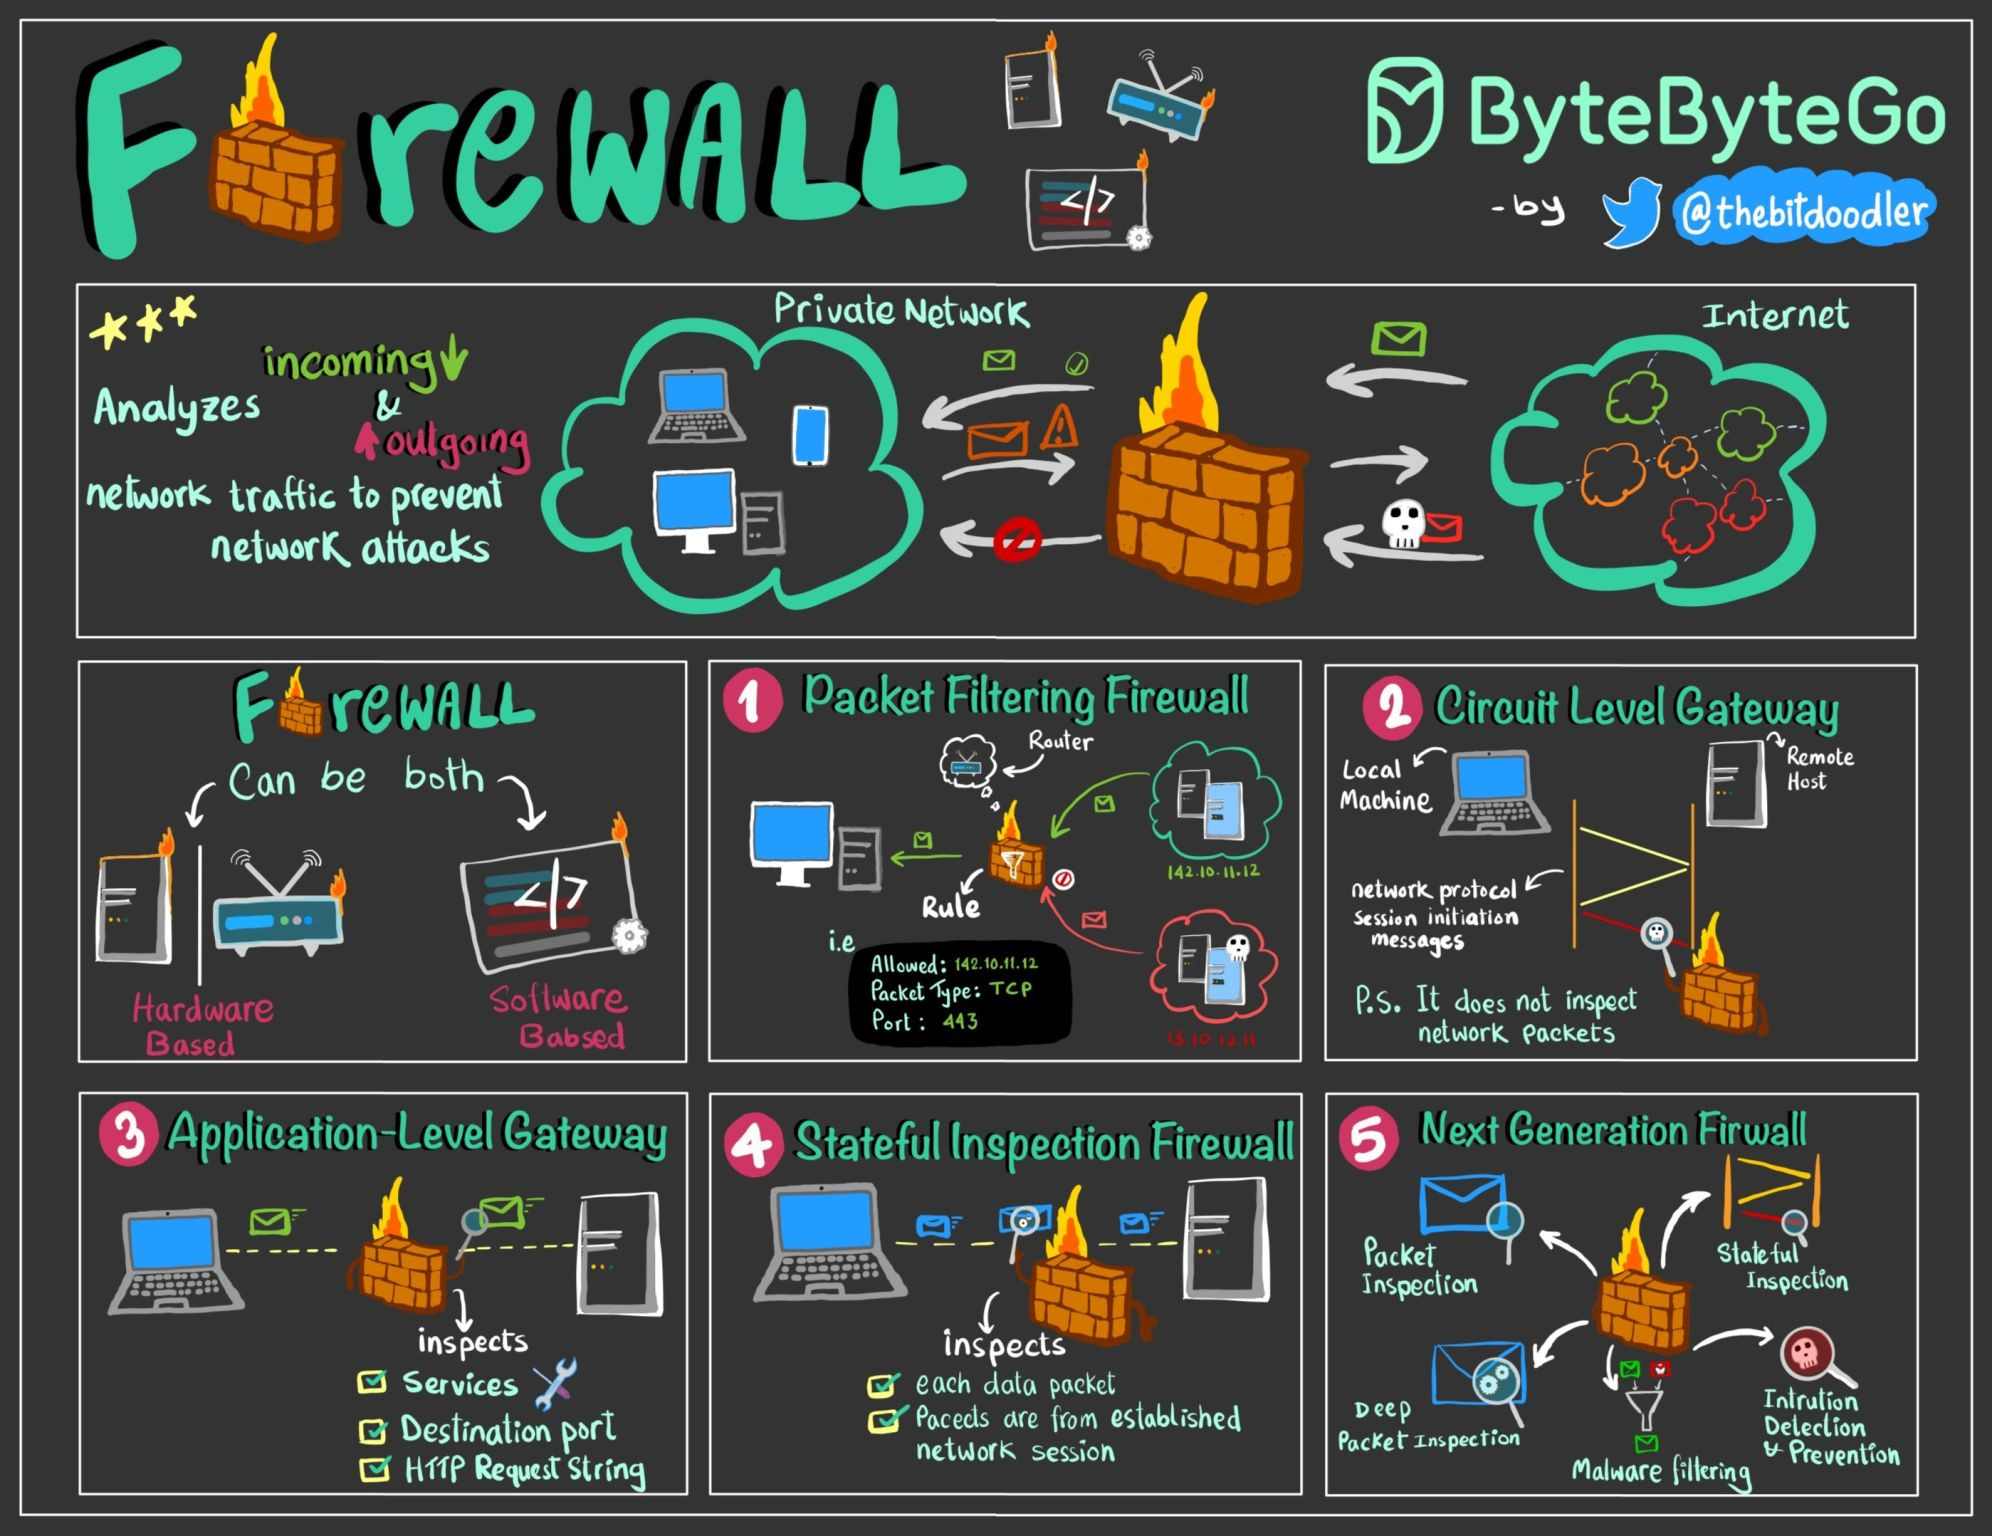 FirewALL
ByteByteGo
-by @thebitdoodler
Private Network
Internet
incoming
Analyzes &
outgoing
network traffic to prevent
network attacks
FirewALL
Can be both
Hardware
Based
Software
Babsed
1 Packet Filtering Firewall
Router
142.10.11.12
Rule
i.e
Allowed: 142.10.11.12
Packet Type: TCP
Port: 443
13.10 12.11
2 Circuit Level Gateway
Local
Machine
Remote
Host
network protocol
session initiation
messages
P.S. It does not inspect
network packets
3 Application-Level Gateway
inspects
Services
Destination port
HTTP Request String
4 Stateful Inspection Firewall
inspects
each data packet
Pacects are from established
network session
5 Next Generation Firwall
Packet
Inspection
Stateful
Inspection
Deep
Packet Inspection
Malware filtering
Intrution
Detection
& Prevention